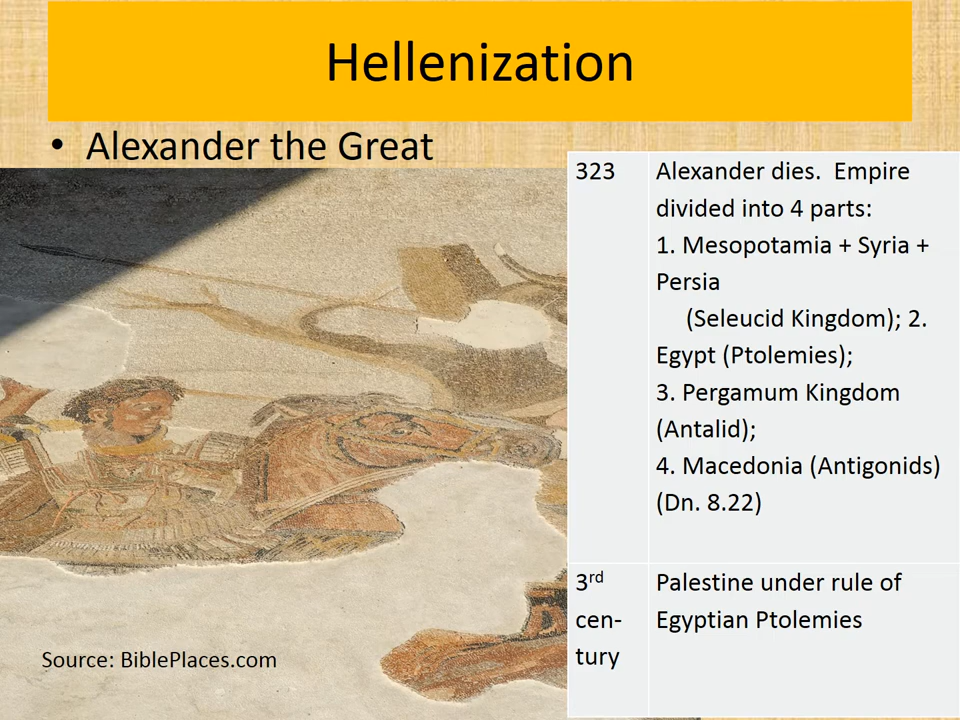 Hellenization
• Alexander the Great
323
Alexander dies. Empire
divided into 4 parts:
1. Mesopotamia + Syria +
Persia
(Seleucid Kingdom); 2.
Egypt (Ptolemies);
3. Pergamum Kingdom
(Antalid);
4. Macedonia (Antigonids)
(Dn. 8.22)
3rd
cen-
tury
Palestine under rule of
Egyptian Ptolemies
Source: BiblePlaces.com